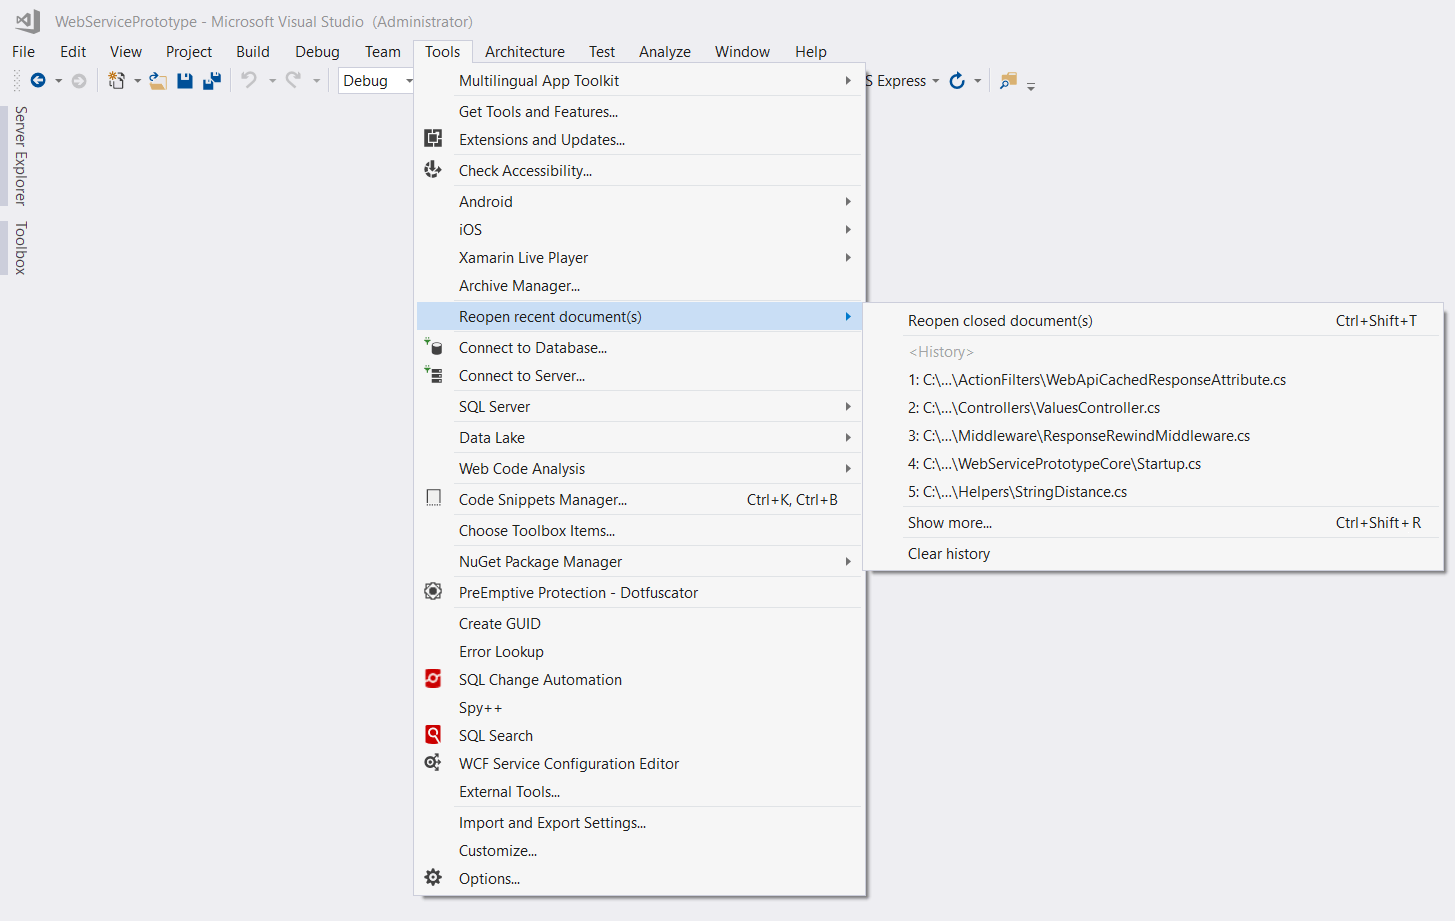 WebServicePrototype - Microsoft Visual Studio (Administrator)
File Edit View Project Build Debug Team Tools Architecture Test Analyze Window Help
Debug
S Express
Server Explorer
Toolbox
Multilingual App Toolkit
Get Tools and Features...
Extensions and Updates...
Check Accessibility...
Android
iOS
Xamarin Live Player
Archive Manager...
Reopen recent document(s)
Connect to Database...
Connect to Server...
SQL Server
Data Lake
Web Code Analysis
Code Snippets Manager... Ctrl+K, Ctrl+B
Choose Toolbox Items...
NuGet Package Manager
PreEmptive Protection - Dotfuscator
Create GUID
Error Lookup
SQL Change Automation
Spy++
SQL Search
WCF Service Configuration Editor
External Tools...
Import and Export Settings...
Customize...
Options...
Reopen closed document(s) Ctrl+Shift+T
<History>
1: C:\...\ActionFilters\WebApiCachedResponseAttribute.cs
2: C:\...\Controllers\ValuesController.cs
3: C:\...\Middleware\ResponseRewindMiddleware.cs
4: C:\...\WebServicePrototypeCore\Startup.cs
5: C:\...\Helpers\StringDistance.cs
Show more... Ctrl+Shift+R
Clear history